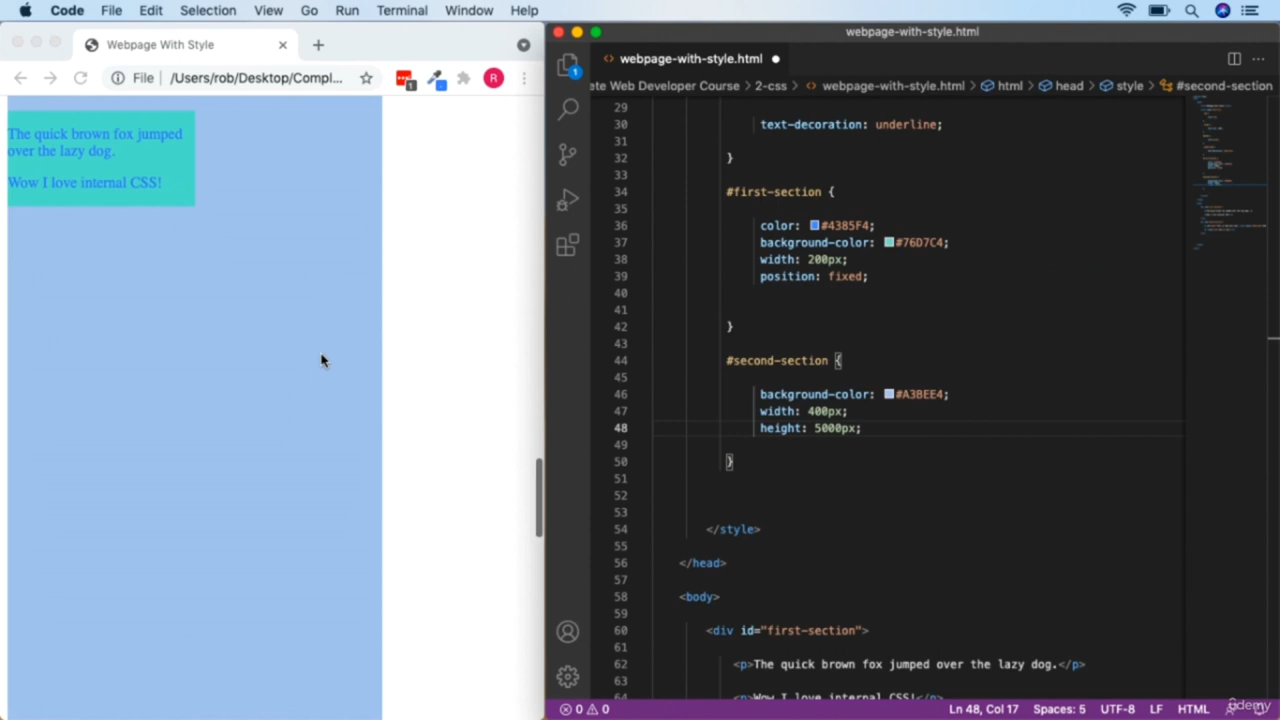 Code File Edit Selection View Go Run Terminal Window Help
Webpage With Style
File /Users/rob/Desktop/Compl...
1
R
The quick brown fox jumped
over the lazy dog.
Wow I love internal CSS!
webpage-with-style.html
1
<> webpage-with-style.html
ete Web Developer Course > 2-css > <> webpage-with-style.html > html > head > style > #second-section
29
30 text-decoration: underline;
31
32 }
33
34 #first-section {
35
36 color: #4385F4;
37 background-color: #76D7C4;
38 width: 200px;
39 position: fixed;
40
41
42 }
43
44 #second-section {
45
46 background-color: #A3BEE4;
47 width: 400px;
48 height: 5000px;
49
50 }
51
52
53
54 </style>
55
56 </head>
57
58 <body>
59
60 <div id="first-section">
61
62 <p>The quick brown fox jumped over the lazy dog.</p>
63
64 <p>Wow I love internal CSS!</p>
0 0 Ln 48, Col 17 Spaces: 5 UTF-8 LF HTML
ûdemy